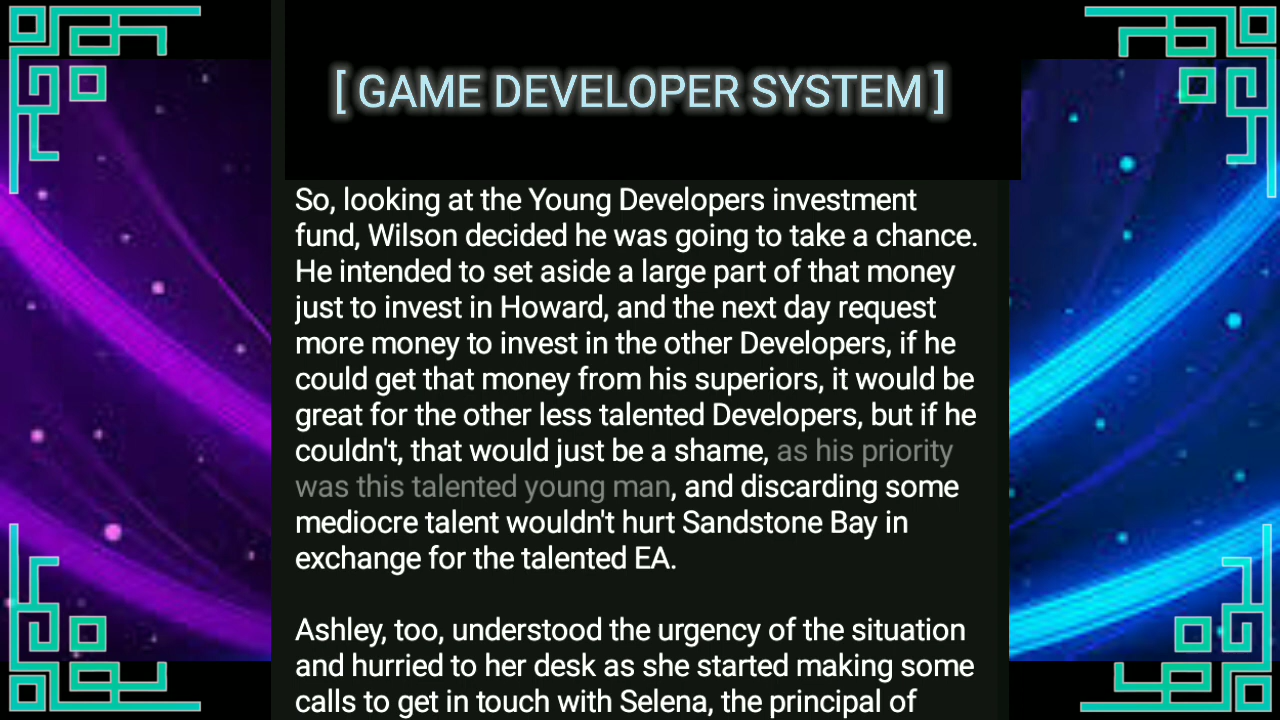 [ GAME DEVELOPER SYSTEM ]
So, looking at the Young Developers investment
fund, Wilson decided he was going to take a chance.
He intended to set aside a large part of that money
just to invest in Howard, and the next day request
more money to invest in the other Developers, if he
could get that money from his superiors, it would be
great for the other less talented Developers, but if he
couldn't, that would just be a shame, as his priority
was this talented young man, and discarding some
mediocre talent wouldn't hurt Sandstone Bay in
exchange for the talented EA.
Ashley, too, understood the urgency of the situation
and hurried to her desk as she started making some
calls to get in touch with Selena, the principal of